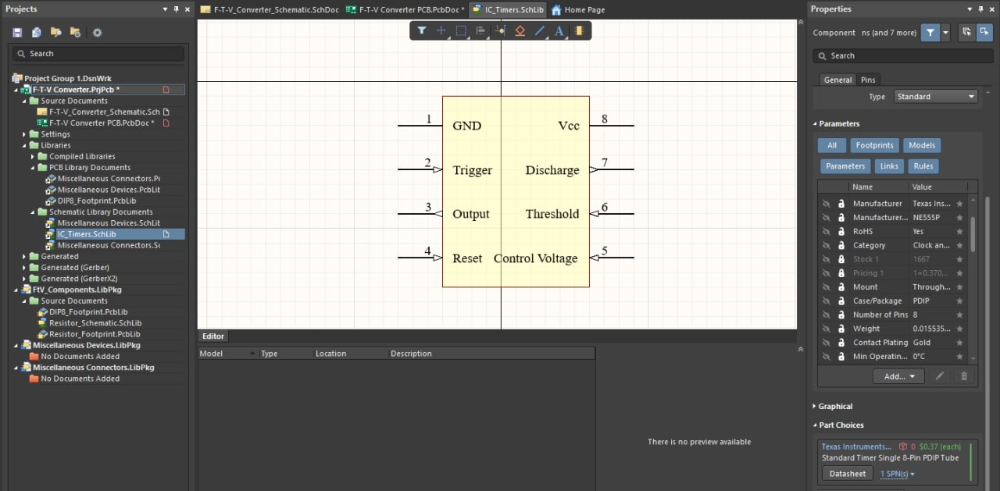 Projects
Search
Project Group 1.DsnWrk
F-T-V Converter.PrjPcb *
Source Documents
F-T-V_Converter_Schematic.Sch
F-T-V Converter PCB.PcbDoc *
Settings
Libraries
Compiled Libraries
PCB Library Documents
Miscellaneous Connectors.Pc
Miscellaneous Devices.PcbLib
DIP8_Footprint.PcbLib
Schematic Library Documents
Miscellaneous Devices.SchLib
IC_Timers.SchLib
Miscellaneous Connectors.Sc
Generated
Generated (Gerber)
Generated (GerberX2)
FtV_Components.LibPkg
Source Documents
DIP8_Footprint.PcbLib
Resistor_Schematic.SchLib
Resistor_Footprint.PcbLib
Miscellaneous Devices.LibPkg
No Documents Added
Miscellaneous Connectors.LibPkg
No Documents Added
F-T-V_Converter_Schematic.SchDoc F-T-V Converter PCB.PcbDoc * IC_Timers.SchLib Home Page
1 GND Vcc 8
2 Trigger Discharge 7
3 Output Threshold 6
4 Reset Control Voltage 5
Editor
Model Type Location Description
There is no preview available
Properties
Component ns (and 7 more)
Search
General Pins
Type Standard
Parameters
All Footprints Models
Parameters Links Rules
Name Value
Manufacturer Texas Ins...
Manufacturer... NE555P
RoHS Yes
Category Clock an...
Stock 1 1667
Pricing 1 1=0.370...
Mount Through...
Case/Package PDIP
Number of Pins 8
Weight 0.015535...
Contact Plating Gold
Min Operatin... 0°C
Add...
Graphical
Part Choices
Texas Instruments... 0 $0.37 (each)
Standard Timer Single 8-Pin PDIP Tube
Datasheet 1 SPN(s)